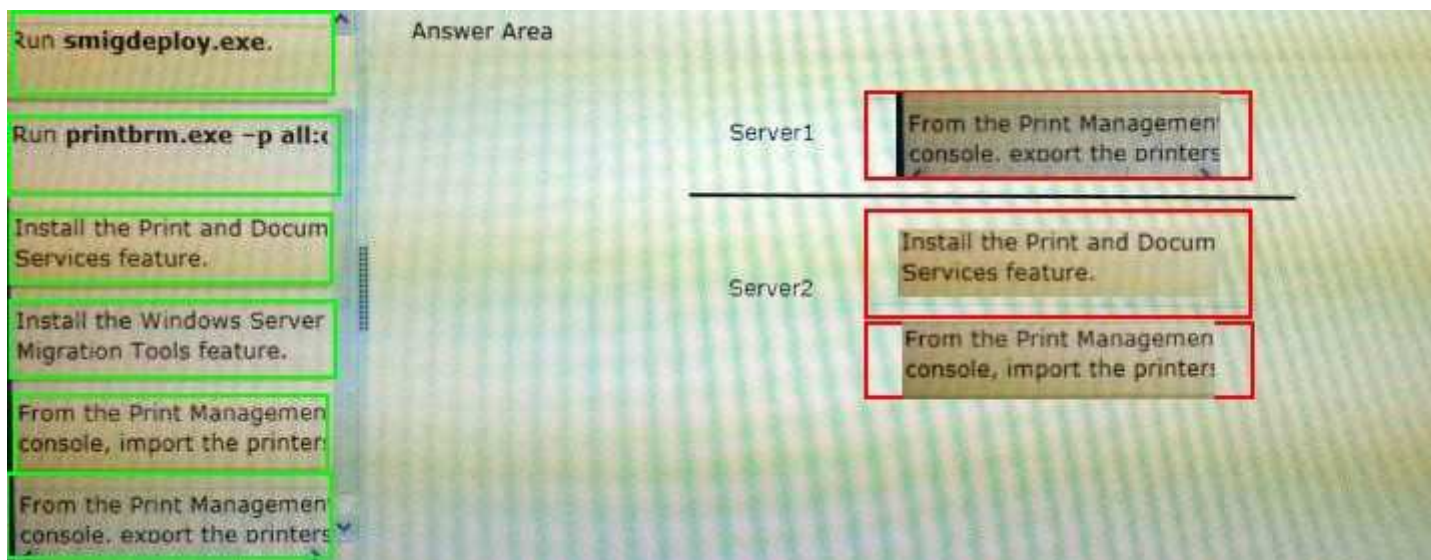 Run smigdeploy.exe.
Run printbrm.exe –p all:
Install the Print and Docum
Services feature.
Install the Windows Server
Migration Tools feature.
From the Print Managemen
console, import the printer
From the Print Managemen
console, export the printers
Answer Area
Server1
From the Print Management
console, export the printers
Server2
Install the Print and Docum
Services feature.
From the Print Managemen
console, import the printer